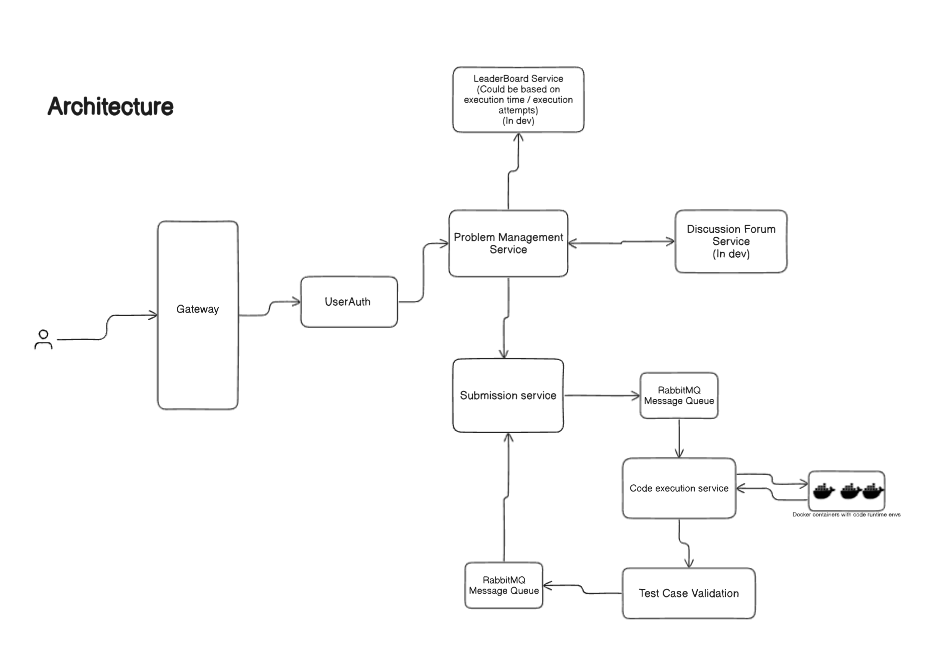 Architecture
LeaderBoard Service
(Could be based on
execution time / execution
attempts)
(In dev)
Problem Management
Service
Discussion Forum
Service
(In dev)
Gateway
UserAuth
Submission service
RabbitMQ
Message Queue
Code execution service
Docker containers with code runtime envs
RabbitMQ
Message Queue
Test Case Validation